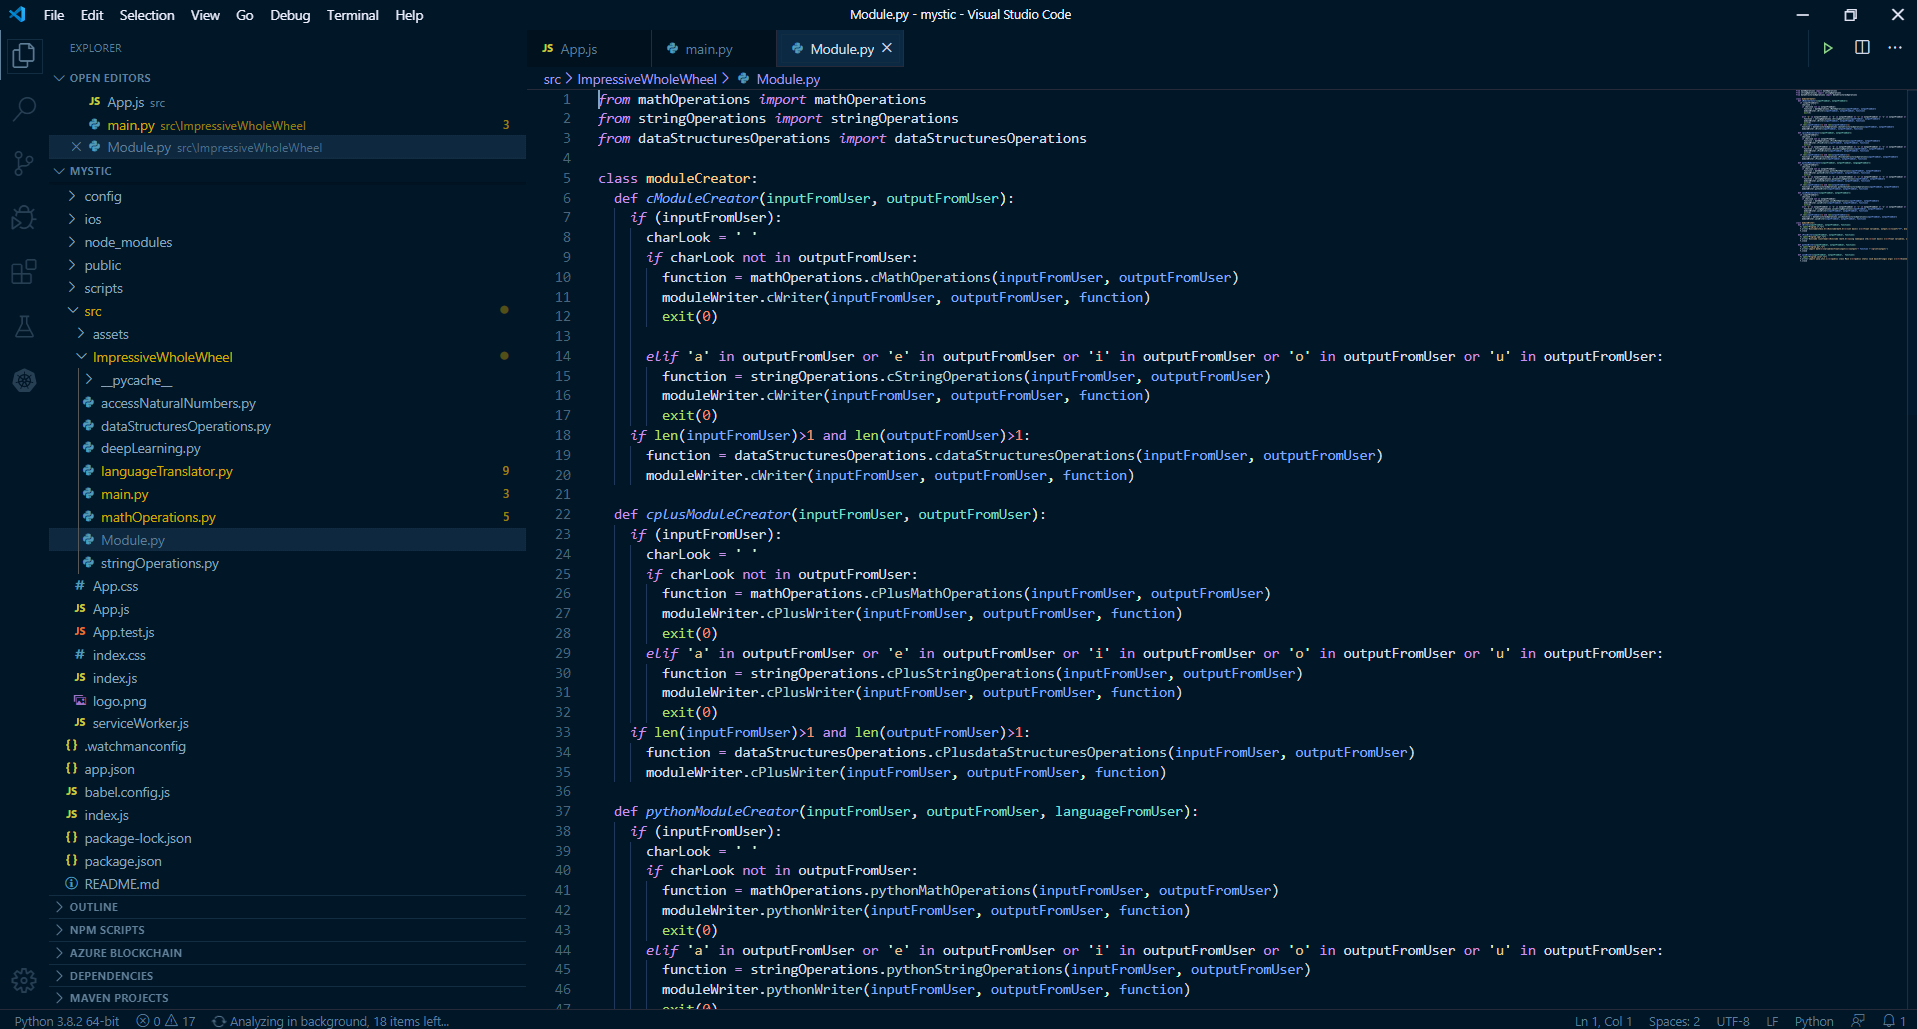 File Edit Selection View Go Debug Terminal Help
Module.py - mystic - Visual Studio Code
EXPLORER
OPEN EDITORS
JS App.js src
main.py src\ImpressiveWholeWheel 3
Module.py src\ImpressiveWholeWheel
MYSTIC
config
ios
node_modules
public
scripts
src
assets
ImpressiveWholeWheel
__pycache__
accessNaturalNumbers.py
dataStructuresOperations.py
deepLearning.py
languageTranslator.py 9
main.py 3
mathOperations.py 5
Module.py
stringOperations.py
# App.css
JS App.js
JS App.test.js
# index.css
JS index.js
logo.png
JS serviceWorker.js
{} .watchmanconfig
{} app.json
JS babel.config.js
JS index.js
{} package-lock.json
{} package.json
README.md
OUTLINE
NPM SCRIPTS
AZURE BLOCKCHAIN
DEPENDENCIES
MAVEN PROJECTS
JS App.js main.py Module.py
src > ImpressiveWholeWheel > Module.py
1 from mathOperations import mathOperations
2 from stringOperations import stringOperations
3 from dataStructuresOperations import dataStructuresOperations
4
5 class moduleCreator:
6 def cModuleCreator(inputFromUser, outputFromUser):
7 if (inputFromUser):
8 charLook = ' '
9 if charLook not in outputFromUser:
10 function = mathOperations.cMathOperations(inputFromUser, outputFromUser)
11 moduleWriter.cWriter(inputFromUser, outputFromUser, function)
12 exit(0)
13
14 elif 'a' in outputFromUser or 'e' in outputFromUser or 'i' in outputFromUser or 'o' in outputFromUser or 'u' in outputFromUser:
15 function = stringOperations.cStringOperations(inputFromUser, outputFromUser)
16 moduleWriter.cWriter(inputFromUser, outputFromUser, function)
17 exit(0)
18 if len(inputFromUser)>1 and len(outputFromUser)>1:
19 function = dataStructuresOperations.cdataStructuresOperations(inputFromUser, outputFromUser)
20 moduleWriter.cWriter(inputFromUser, outputFromUser, function)
21
22 def cplusModuleCreator(inputFromUser, outputFromUser):
23 if (inputFromUser):
24 charLook = ' '
25 if charLook not in outputFromUser:
26 function = mathOperations.cPlusMathOperations(inputFromUser, outputFromUser)
27 moduleWriter.cPlusWriter(inputFromUser, outputFromUser, function)
28 exit(0)
29 elif 'a' in outputFromUser or 'e' in outputFromUser or 'i' in outputFromUser or 'o' in outputFromUser or 'u' in outputFromUser:
30 function = stringOperations.cPlusStringOperations(inputFromUser, outputFromUser)
31 moduleWriter.cPlusWriter(inputFromUser, outputFromUser, function)
32 exit(0)
33 if len(inputFromUser)>1 and len(outputFromUser)>1:
34 function = dataStructuresOperations.cPlusdataStructuresOperations(inputFromUser, outputFromUser)
35 moduleWriter.cPlusWriter(inputFromUser, outputFromUser, function)
36
37 def pythonModuleCreator(inputFromUser, outputFromUser, languageFromUser):
38 if (inputFromUser):
39 charLook = ' '
40 if charLook not in outputFromUser:
41 function = mathOperations.pythonMathOperations(inputFromUser, outputFromUser)
42 moduleWriter.pythonWriter(inputFromUser, outputFromUser, function)
43 exit(0)
44 elif 'a' in outputFromUser or 'e' in outputFromUser or 'i' in outputFromUser or 'o' in outputFromUser or 'u' in outputFromUser:
45 function = stringOperations.pythonStringOperations(inputFromUser, outputFromUser)
46 moduleWriter.pythonWriter(inputFromUser, outputFromUser, function)
47 exit(0)
Python 3.8.2 64-bit 0 17 Analyzing in background, 18 items left... Ln 1, Col 1 Spaces: 2 UTF-8 LF Python 1